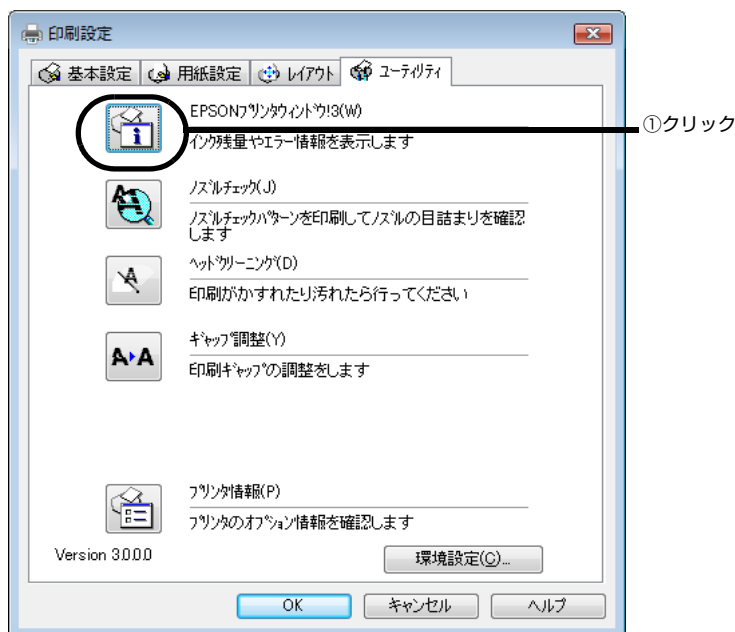 印刷設定
基本設定 用紙設定 レイアウト ユーティリティ
EPSONプリンタウィンドウ!3(W)
インク残量やエラー情報を表示します
①クリック
ノズルチェック(J)
ノズルチェックパターンを印刷してノズルの目詰まりを確認
します
ヘッドクリーニング(D)
印刷がかすれたり汚れたら行ってください
ギャップ調整(Y)
印刷ギャップの調整をします
プリンタ情報(P)
プリンタのオプション情報を確認します
Version 3.0.0.0
環境設定(C)...
OK キャンセル ヘルプ